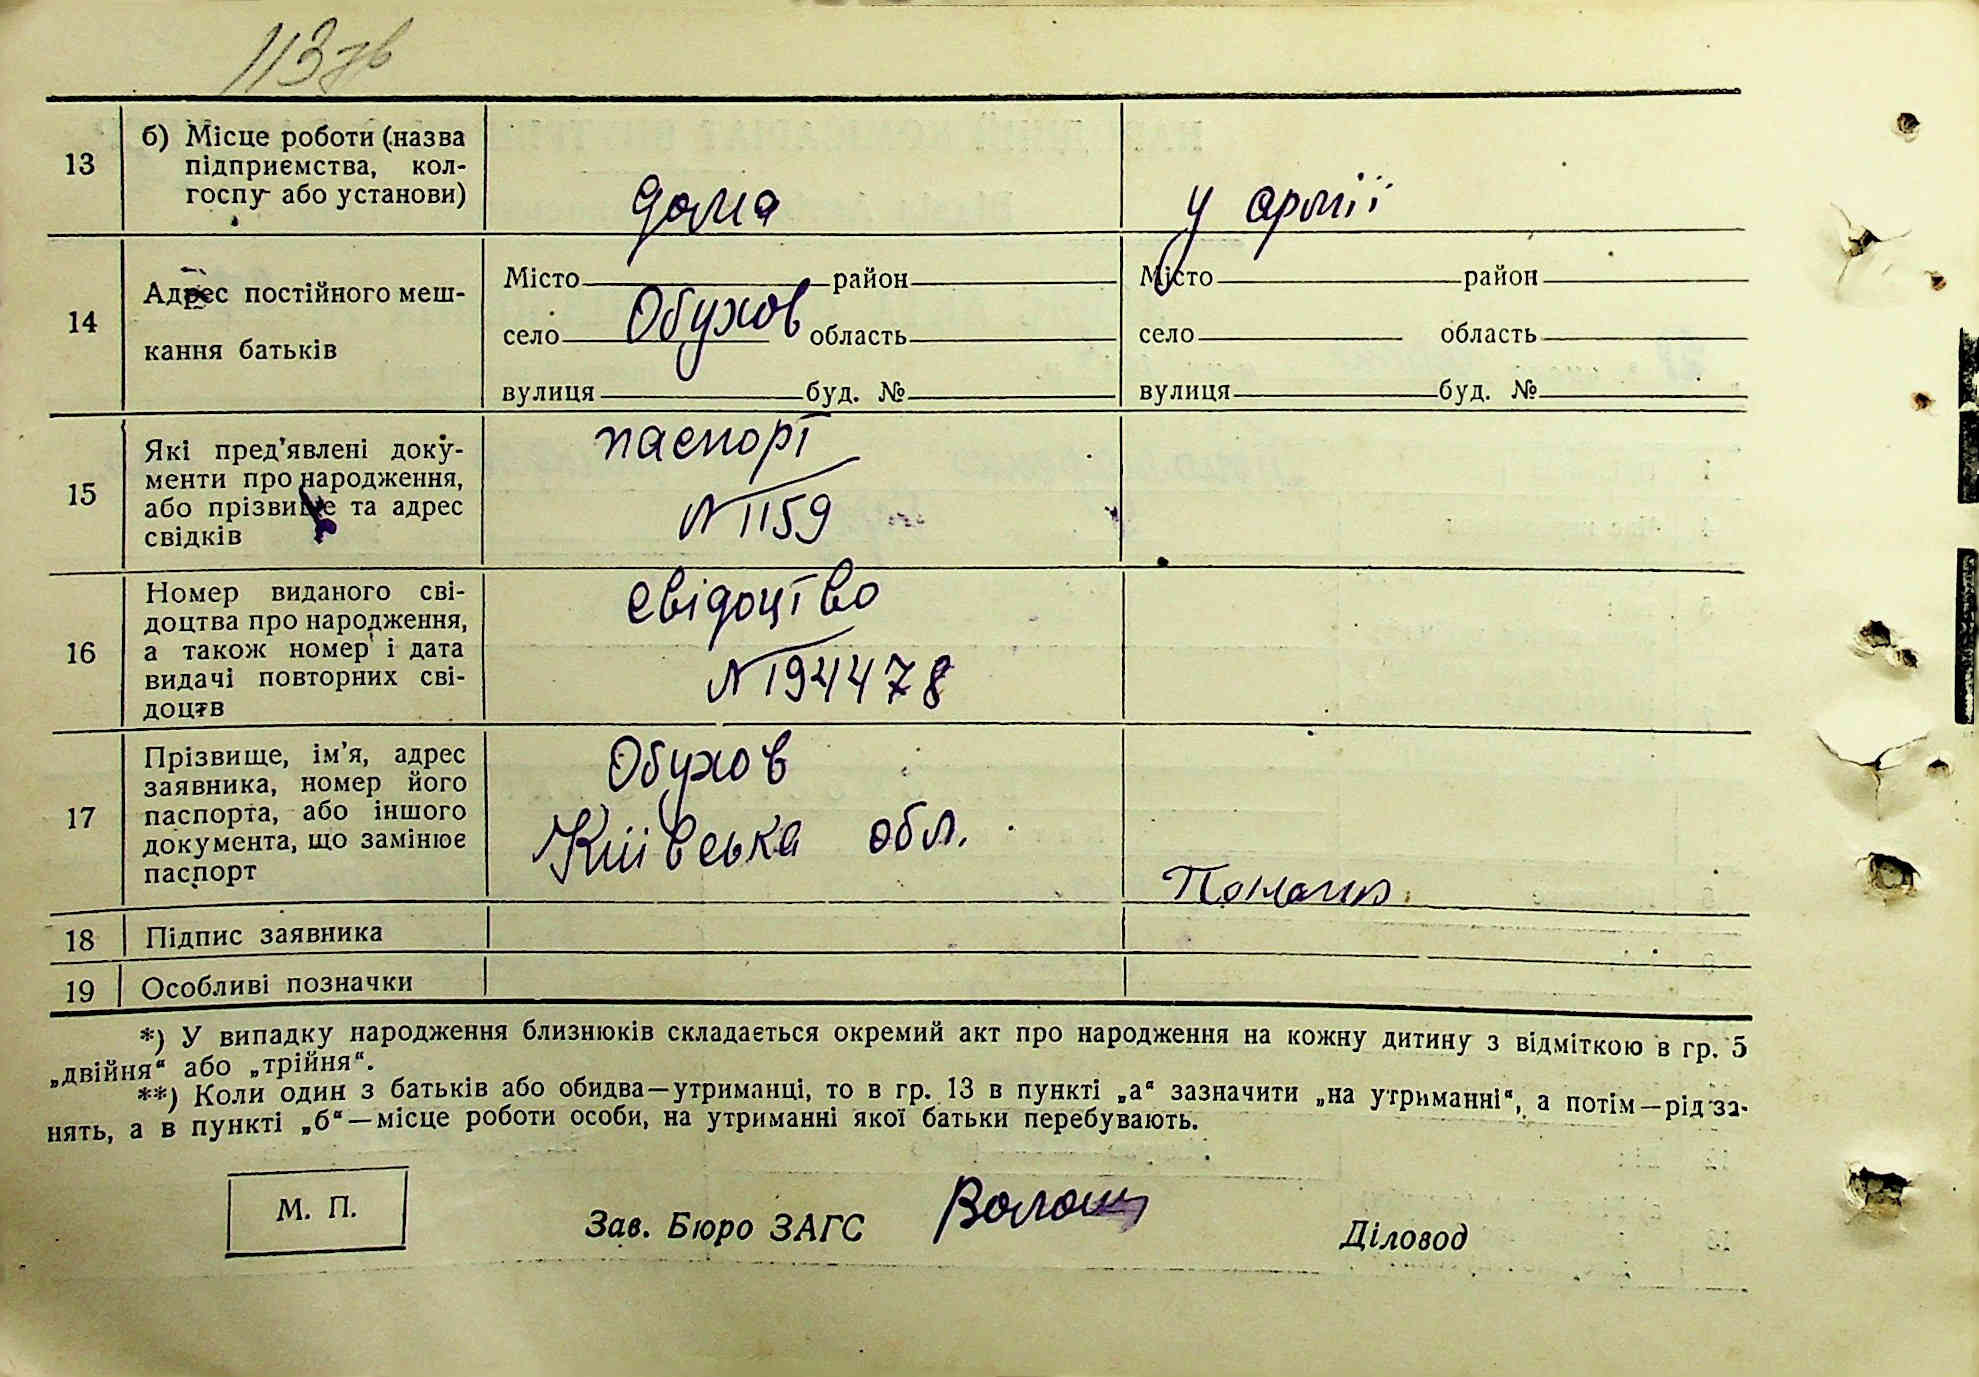 113 зв
13
б) Місце роботи (назва
підприємства, кол-
госпу або установи)
дома
у армії
14
Адрес постійного меш-
кання батьків
Місто район
село Обухов область
вулиця буд. №
Місто район
село область
вулиця буд. №
15
Які пред'явлені доку-
менти про народження,
або прізвище та адрес
свідків
паспорт
N 1159
16
Номер виданого сві-
доцтва про народження,
а також номер і дата
видачі повторних сві-
доцтв
свідоцтво
N 194478
17
Прізвище, ім'я, адрес
заявника, номер його
паспорта, або іншого
документа, що замінює
паспорт
Обухов
Київська обл.
18
Підпис заявника
19
Особливі позначки
*) У випадку народження близнюків складається окремий акт про народження на кожну дитину з відміткою в гр. 5
„двійня“ або „трійня“.
**) Коли один з батьків або обидва—утриманці, то в гр. 13 в пункті „а“ зазначити „на утриманні“, а потім—рід за-
нять, а в пункті „б“—місце роботи особи, на утриманні якої батьки перебувають.
М. П.
Зав. Бюро ЗАГС
Діловод